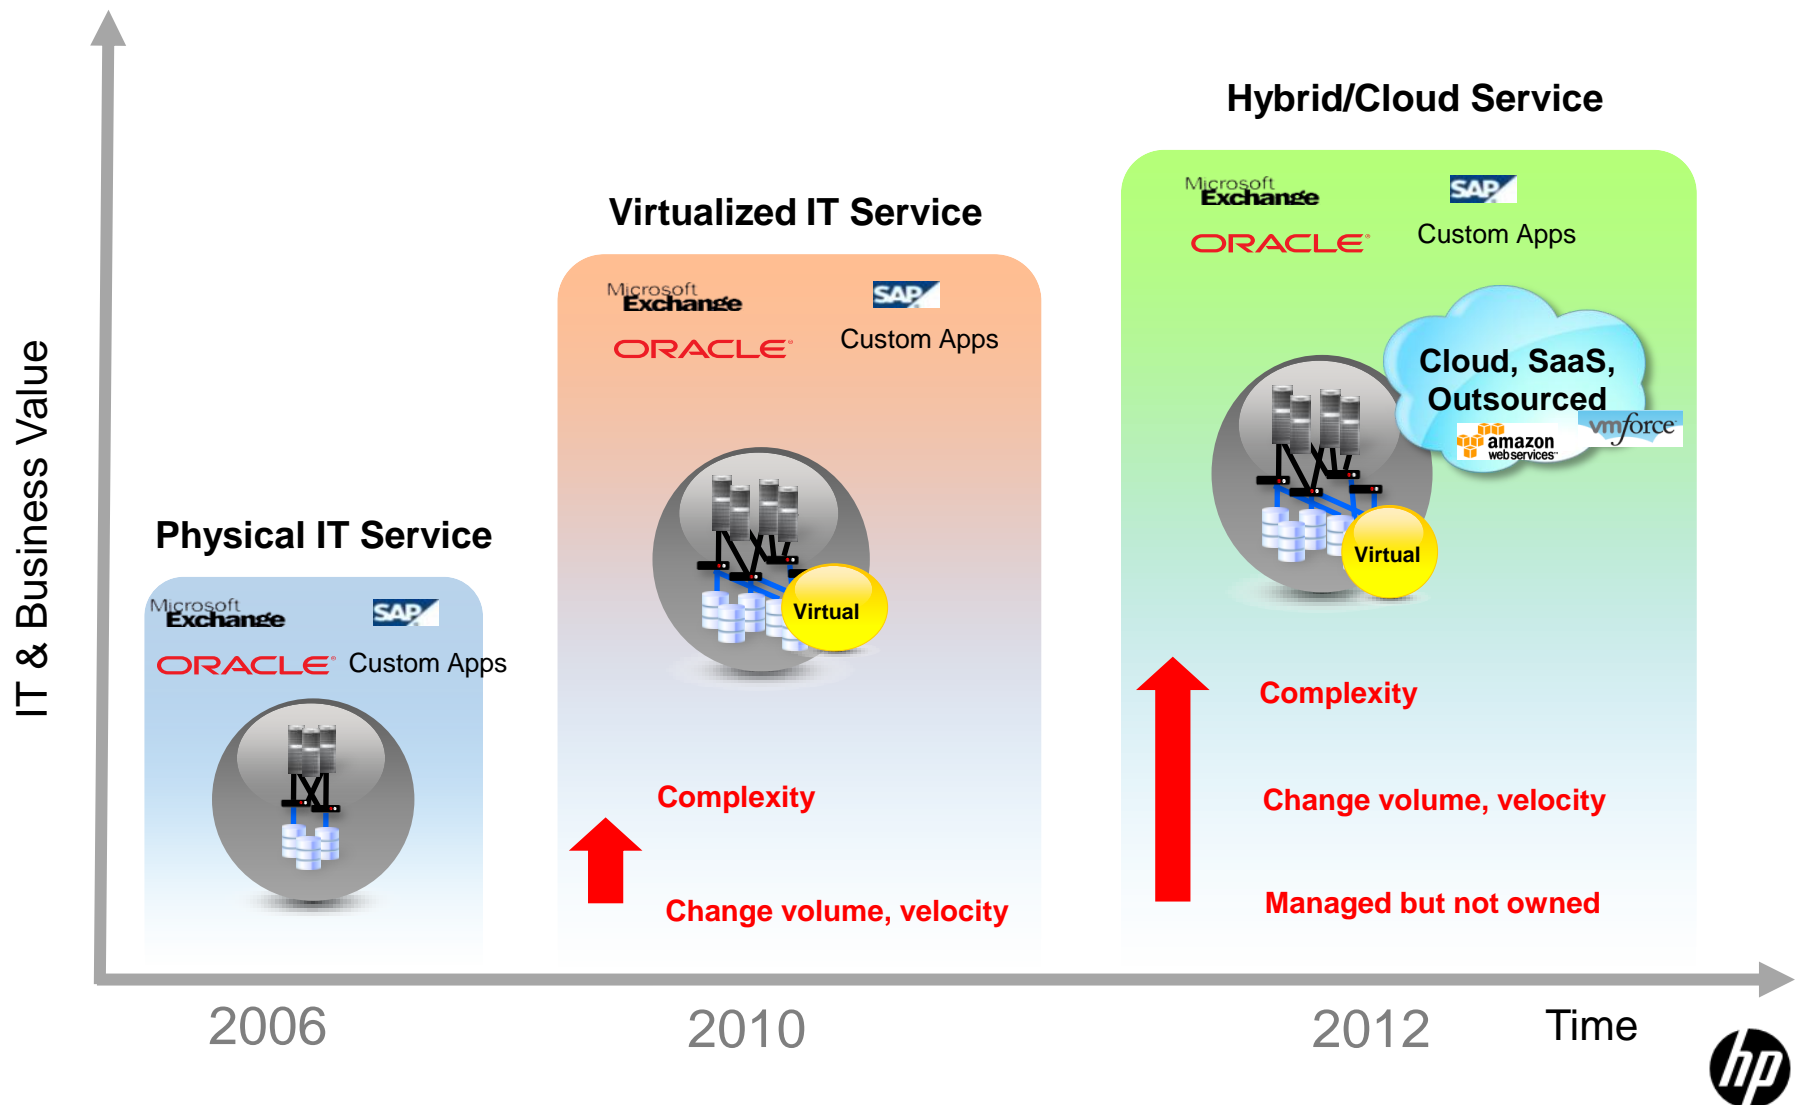 Hybrid/Cloud Service
Microsoft
Exchange
SAP
ORACLE®
Custom Apps
Cloud, SaaS,
Outsourced
amazon
webservices™
vmforce
Virtual
Complexity
Change volume, velocity
Managed but not owned
Virtualized IT Service
Microsoft
Exchange
SAP
ORACLE®
Custom Apps
Virtual
Complexity
Change volume, velocity
Physical IT Service
Microsoft
Exchange
SAP
ORACLE®
Custom Apps
IT & Business Value
2006
2010
2012
Time
hp